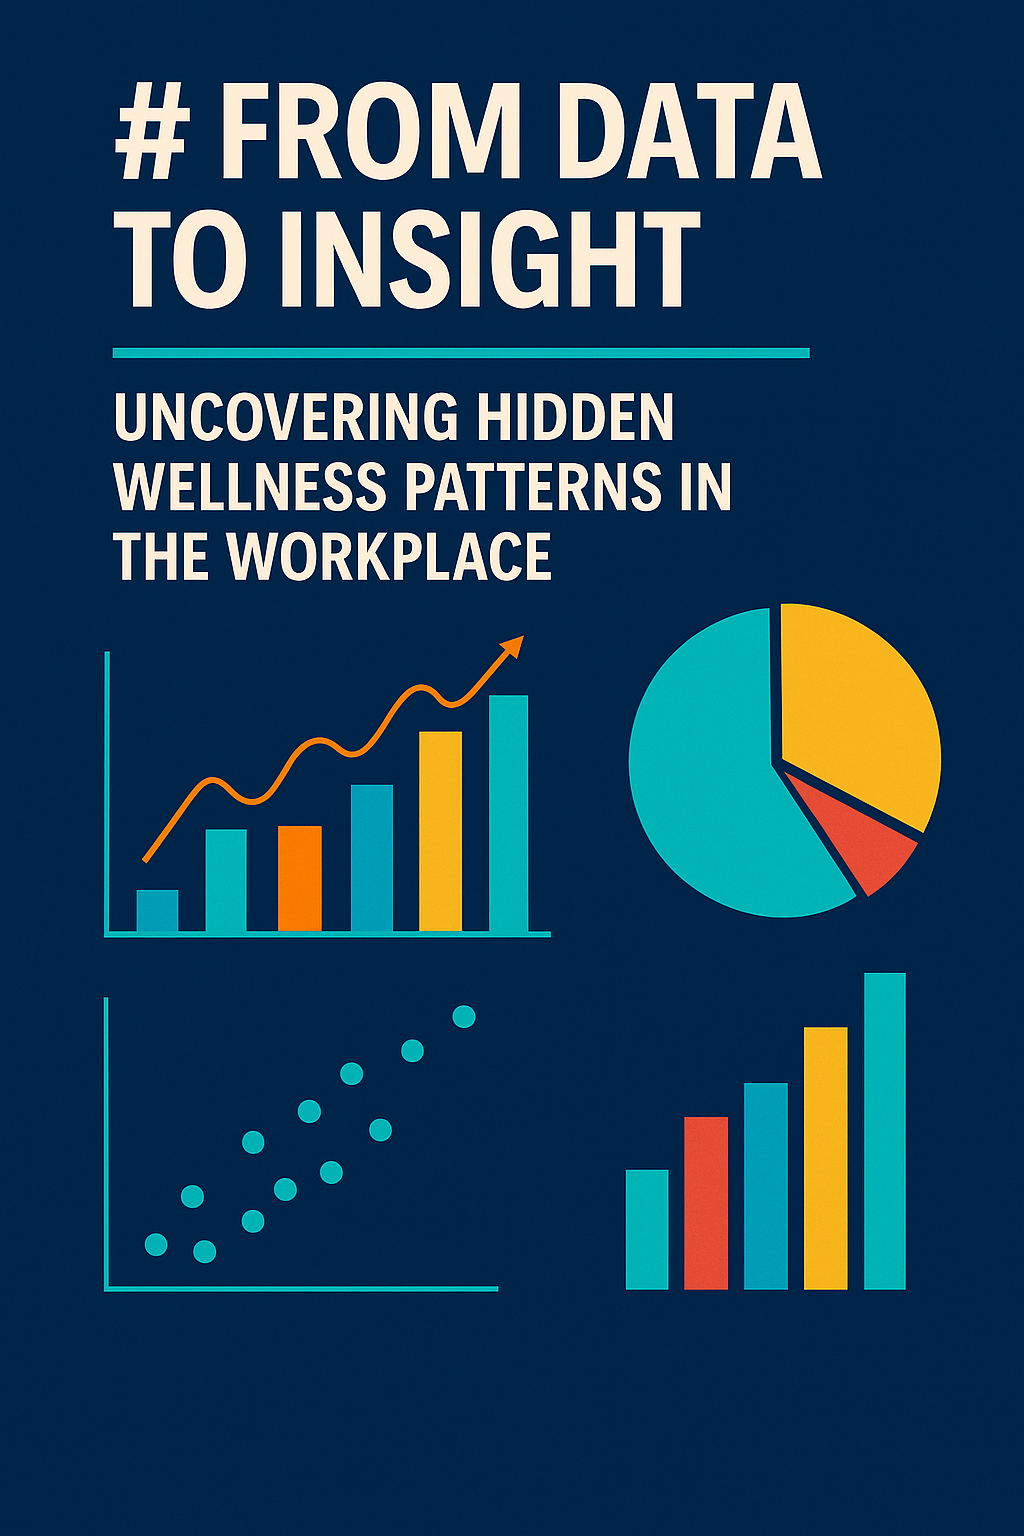 # FROM DATA
TO INSIGHT
UNCOVERING HIDDEN
WELLNESS PATTERNS IN
THE WORKPLACE